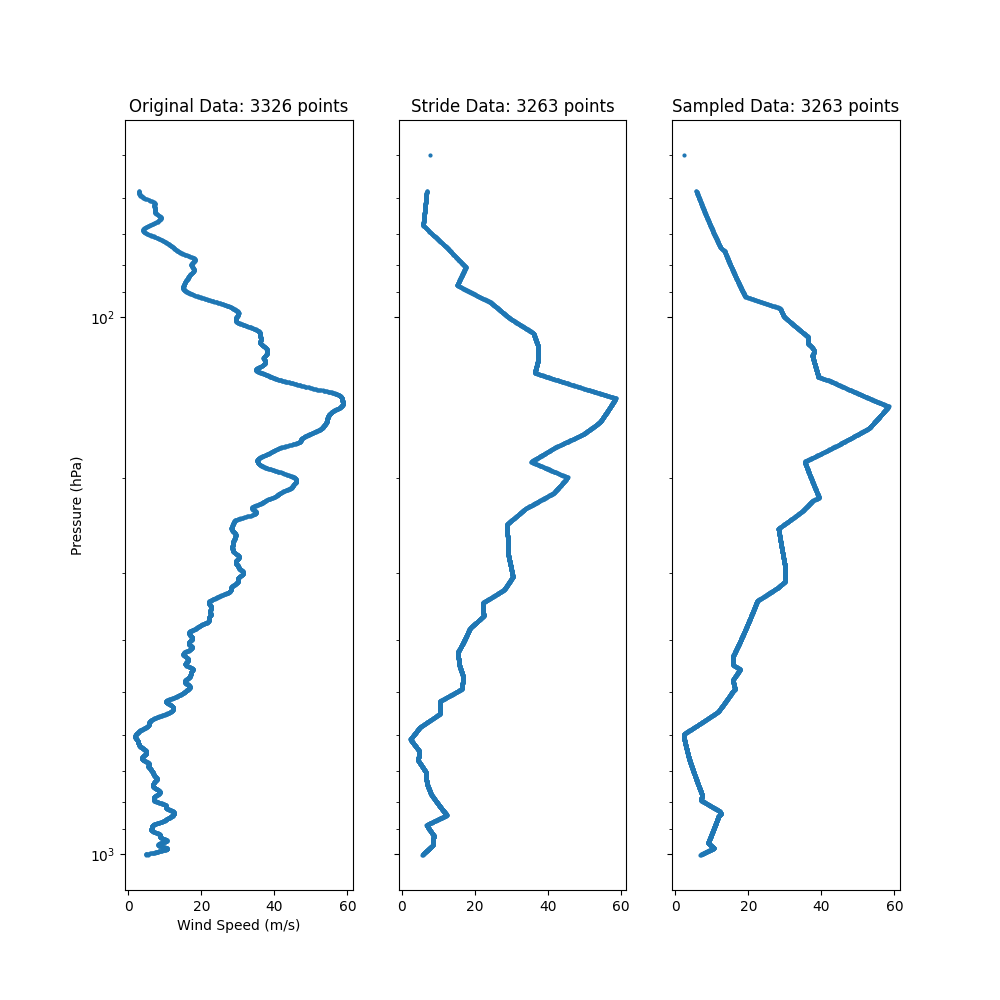 Original Data: 3326 points
Stride Data: 3263 points
Sampled Data: 3263 points
Pressure (hPa)
10²
10³
0 20 40 60
0 20 40 60
0 20 40 60
Wind Speed (m/s)